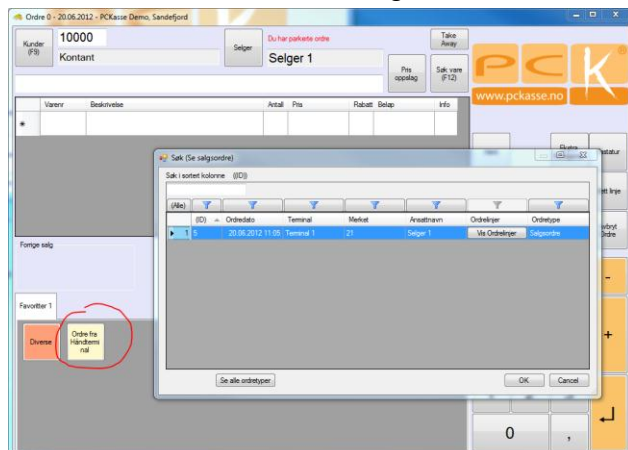 Ordre 0 - 20.06.2012 - PCKasse Demo, Sandefjord
Kunder (F9)
10000
Kontant
Selger
Du har parkerte ordre
Selger 1
Take Away
Pris oppslag
Søk vare (F12)
PCK
www.pckasse.no
Varenr Beskrivelse Antall Pris Rabatt Beløp Info
Ekstra
Søk (Se salgsordre)
Søk i sortert kolonne ((ID))
(Alle)
(ID) Ordredato Terminal Merket Ansattnavn Ordrelinjer Ordretype
1 5 20.06.2012 11:05 Terminal 1 21 Selger 1 Vis Ordrelinjer Salgsordre
Forrige salg
Favoritter 1
Diverse
Ordre fra
Håndtermi
nal
Se alle ordretyper
OK Cancel
-
+
0 ,